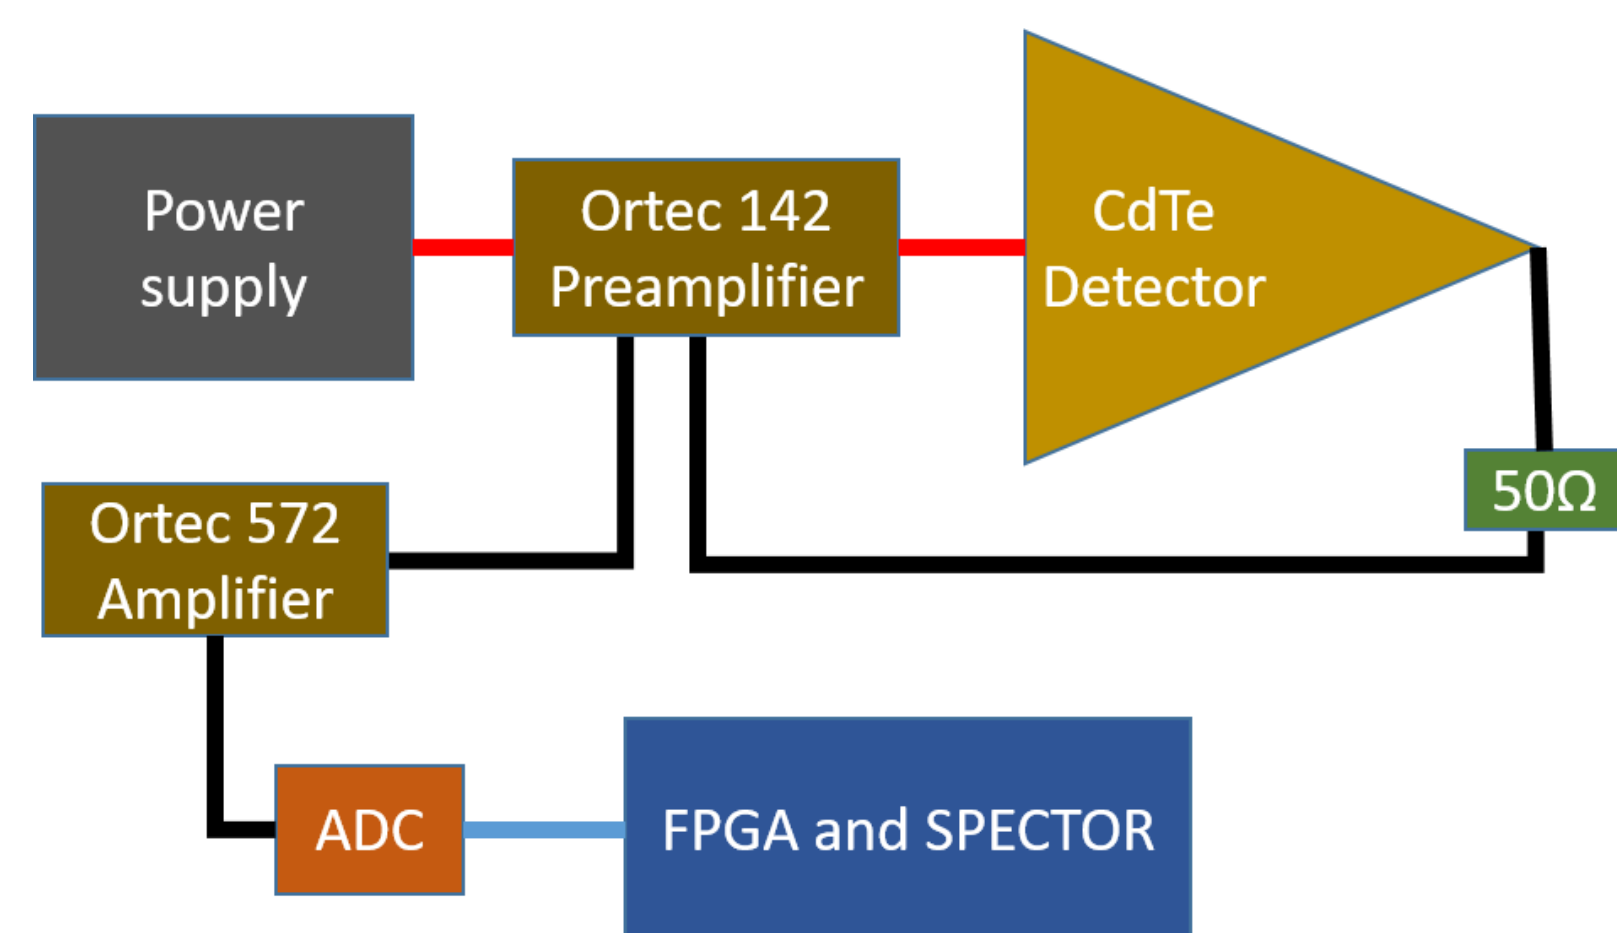 Power
supply
Ortec 142
Preamplifier
CdTe
Detector
50Ω
Ortec 572
Amplifier
ADC
FPGA and SPECTOR